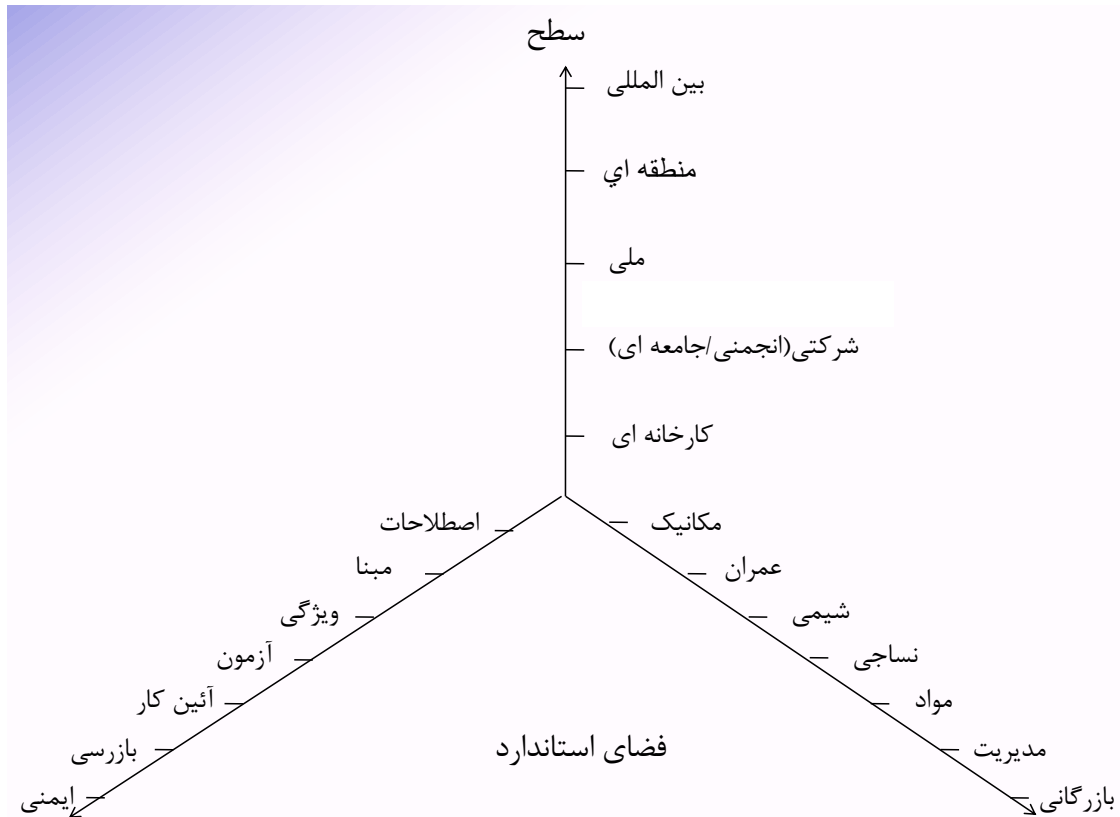 سطح
بین المللی
منطقه اي
ملی
شرکتی(انجمنی/جامعه ای)
کارخانه ای
مکانیک
اصطلاحات
عمران
مبنا
شیمی
ویژگی
نساجی
آزمون
مواد
آئین کار
مدیریت
فضای استاندارد
بازرسی
بازرگانی
ایمنی